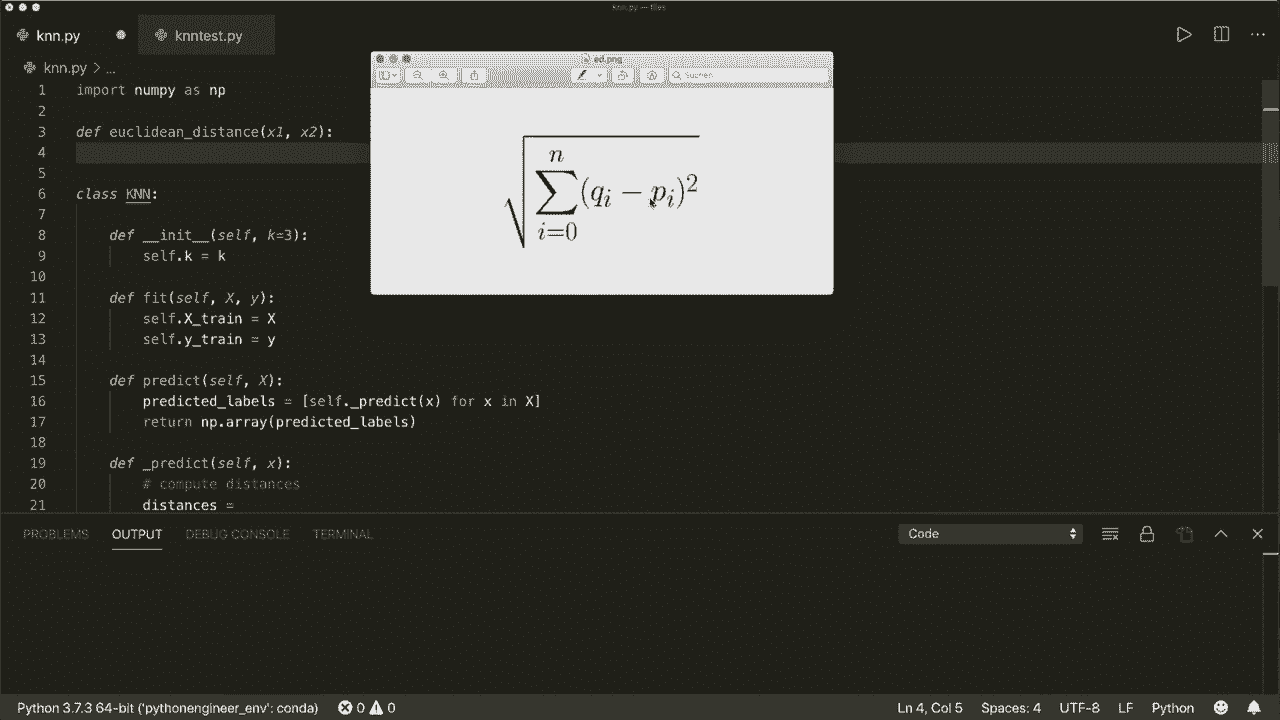 knn.py — files
knn.py
knntest.py
knn.py > ...
ed.png
Suchen
1 import numpy as np
2
3 def euclidean_distance(x1, x2):
4
5
6 class KNN:
7
8 def __init__(self, k=3):
9 self.k = k
10
11 def fit(self, X, y):
12 self.X_train = X
13 self.y_train = y
14
15 def predict(self, X):
16 predicted_labels = [self._predict(x) for x in X]
17 return np.array(predicted_labels)
18
19 def _predict(self, x):
20 # compute distances
21 distances =
n
√ ∑ (qi − pi)2
i=0
PROBLEMS OUTPUT DEBUG CONSOLE TERMINAL Code
Python 3.7.3 64-bit ('pythonengineer_env': conda) 0 0 Ln 4, Col 5 Spaces: 4 UTF-8 LF Python